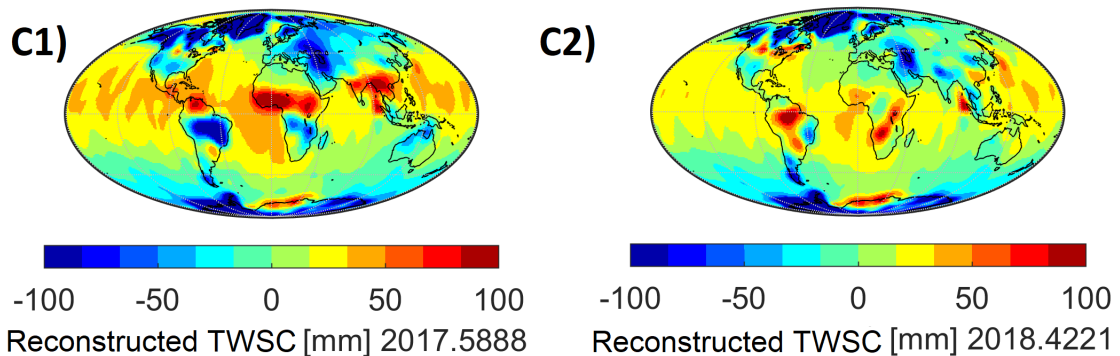 C1)
C2)
-100 -50 0 50 100
-100 -50 0 50 100
Reconstructed TWSC [mm] 2017.5888
Reconstructed TWSC [mm] 2018.4221